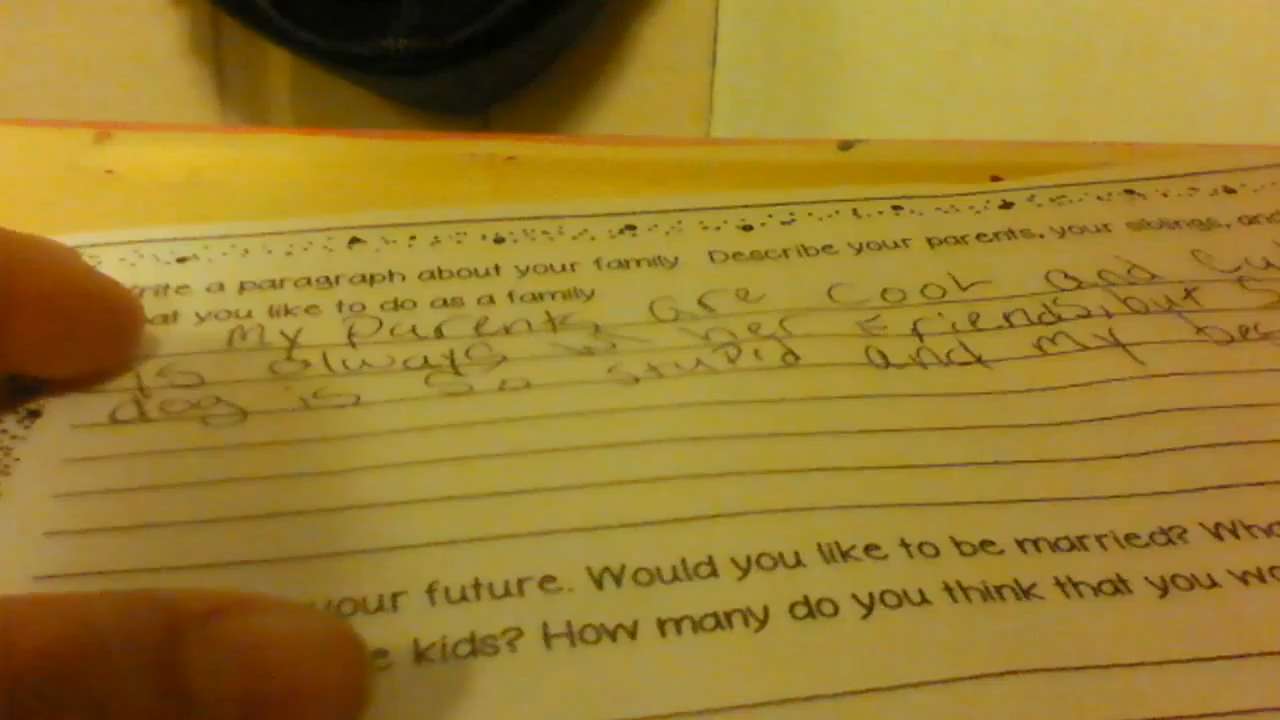 rite a paragraph about your family Describe your parents, your siblings, and
at you like to do as a family
My Parents are cool and
is always her Friends, but
dog is so stupid and my
your future. Would you like to be married? Who
kids? How many do you think that you